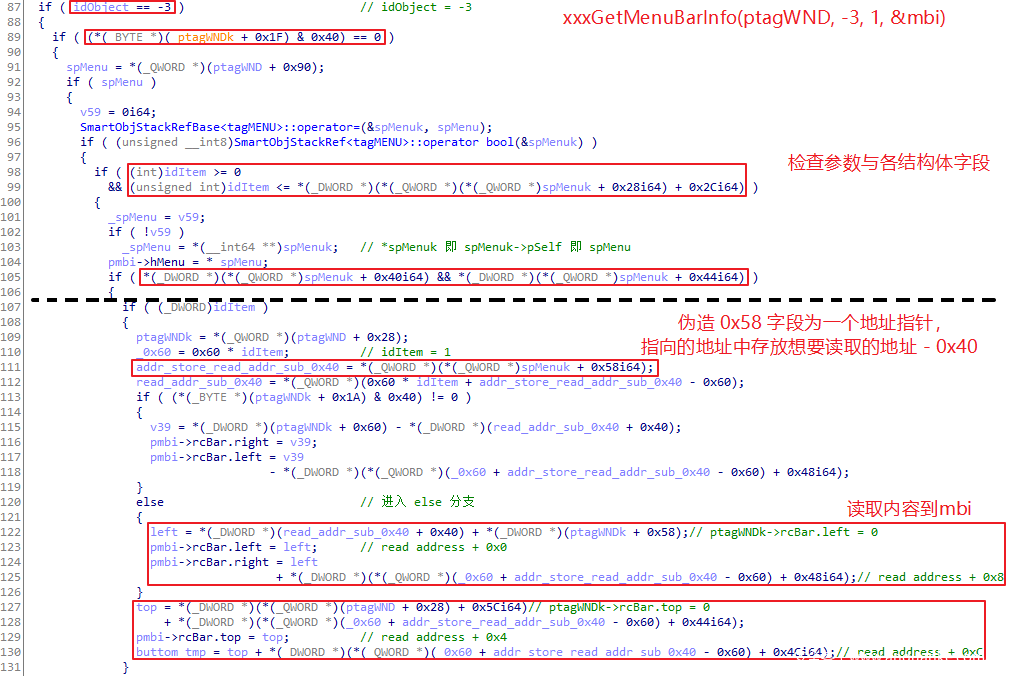 87 if ( idObject == -3 ) // idObject = -3
xxxGetMenuBarInfo(ptagWND, -3, 1, &mbi)
88 {
89 if ( (*(_BYTE *)(_ptagWNDk + 0x1F) & 0x40) == 0 )
90 {
91 spMenu = *(_QWORD *)(ptagWND + 0x90);
92 if ( spMenu )
93 {
94 v59 = 0i64;
95 SmartObjStackRefBase<tagMENU>::operator=(&spMenuk, spMenu);
96 if ( (unsigned __int8)SmartObjStackRef<tagMENU>::operator bool(&spMenuk) )
97 {
检查参数与各结构体字段
98 if ( (int)idItem >= 0
99 && (unsigned int)idItem <= *(_DWORD *)(*(_QWORD *)(*(_QWORD *)spMenuk + 0x28i64) + 0x2Ci64) )
100 {
101 _spMenu = v59;
102 if ( !v59 )
103 _spMenu = *(__int64 **)spMenuk; // *spMenuk 即 spMenuk->pSelf 即 spMenu
104 pmbi->hMenu = *_spMenu;
105 if ( *(_DWORD *)(*(_QWORD *)spMenuk + 0x40i64) && *(_DWORD *)(*(_QWORD *)spMenuk + 0x44i64) )
106 {
107 if ( (_DWORD)idItem )
108 {
伪造 0x58 字段为一个地址指针，
指向的地址中存放想要读取的地址 - 0x40
109 ptagWNDk = *(_QWORD *)(ptagWND + 0x28);
110 _0x60 = 0x60 * idItem; // idItem = 1
111 addr_store_read_addr_sub_0x40 = *(_QWORD *)(*(_QWORD *)spMenuk + 0x58i64);
112 read_addr_sub_0x40 = *(_QWORD *)(0x60 * idItem + addr_store_read_addr_sub_0x40 - 0x60);
113 if ( (*(_BYTE *)(ptagWNDk + 0x1A) & 0x40) != 0 )
114 {
115 v39 = *(_DWORD *)(ptagWNDk + 0x60) - *(_DWORD *)(read_addr_sub_0x40 + 0x40);
116 pmbi->rcBar.right = v39;
117 pmbi->rcBar.left = v39
118 - *(_DWORD *)(*(_QWORD *)(_0x60 + addr_store_read_addr_sub_0x40 - 0x60) + 0x48i64);
119 }
120 else // 进入 else 分支
121 {
读取内容到mbi
122 left = *(_DWORD *)(read_addr_sub_0x40 + 0x40) + *(_DWORD *)(ptagWNDk + 0x58);// ptagWNDk->rcBar.left = 0
123 pmbi->rcBar.left = left; // read address + 0x0
124 pmbi->rcBar.right = left
125 + *(_DWORD *)(*(_QWORD *)(_0x60 + addr_store_read_addr_sub_0x40 - 0x60) + 0x48i64);// read address + 0x8
126 }
127 top = *(_DWORD *)(*(_QWORD *)(ptagWND + 0x28) + 0x5Ci64)// ptagWNDk->rcBar.top = 0
128 + *(_DWORD *)(*(_QWORD *)(_0x60 + addr_store_read_addr_sub_0x40 - 0x60) + 0x44i64);
129 pmbi->rcBar.top = top; // read address + 0x4
130 buttom_tmp = top + *(_DWORD *)(*(_QWORD *)(_0x60 + addr_store_read_addr_sub_0x40 - 0x60) + 0x4Ci64);// read address + 0xC
131 }